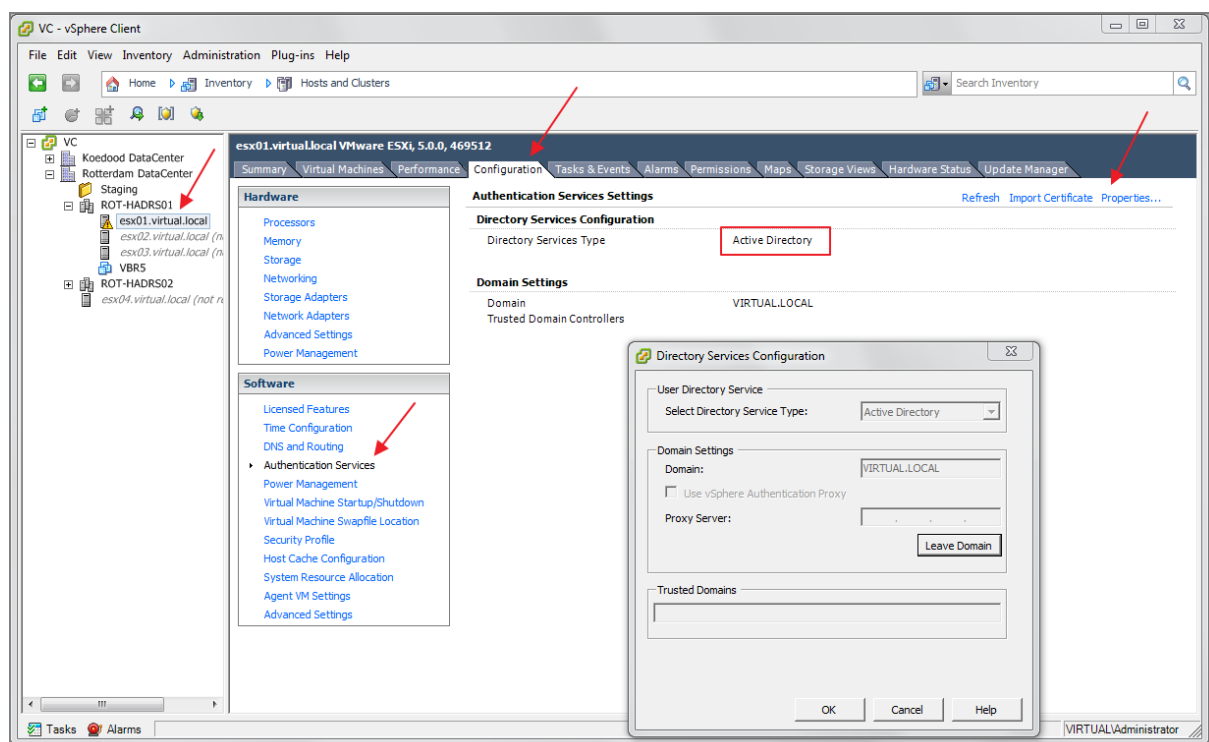 VC - vSphere Client
File Edit View Inventory Administration Plug-ins Help
Home Inventory Hosts and Clusters
Search Inventory
VC
Koedood DataCenter
Rotterdam DataCenter
Staging
ROT-HADRS01
esx01.virtual.local
esx02.virtual.local (n
esx03.virtual.local (n
VBR5
ROT-HADRS02
esx04.virtual.local (not re
esx01.virtual.local VMware ESXi, 5.0.0, 469512
Summary Virtual Machines Performance Configuration Tasks & Events Alarms Permissions Maps Storage Views Hardware Status Update Manager
Hardware
Processors
Memory
Storage
Networking
Storage Adapters
Network Adapters
Advanced Settings
Power Management
Software
Licensed Features
Time Configuration
DNS and Routing
Authentication Services
Power Management
Virtual Machine Startup/Shutdown
Virtual Machine Swapfile Location
Security Profile
Host Cache Configuration
System Resource Allocation
Agent VM Settings
Advanced Settings
Authentication Services Settings
Refresh Import Certificate Properties...
Directory Services Configuration
Directory Services Type Active Directory
Domain Settings
Domain VIRTUAL.LOCAL
Trusted Domain Controllers
Directory Services Configuration
User Directory Service
Select Directory Service Type: Active Directory
Domain Settings
Domain: VIRTUAL.LOCAL
Use vSphere Authentication Proxy
Proxy Server: . . .
Leave Domain
Trusted Domains
OK Cancel Help
Tasks Alarms
VIRTUAL\Administrator